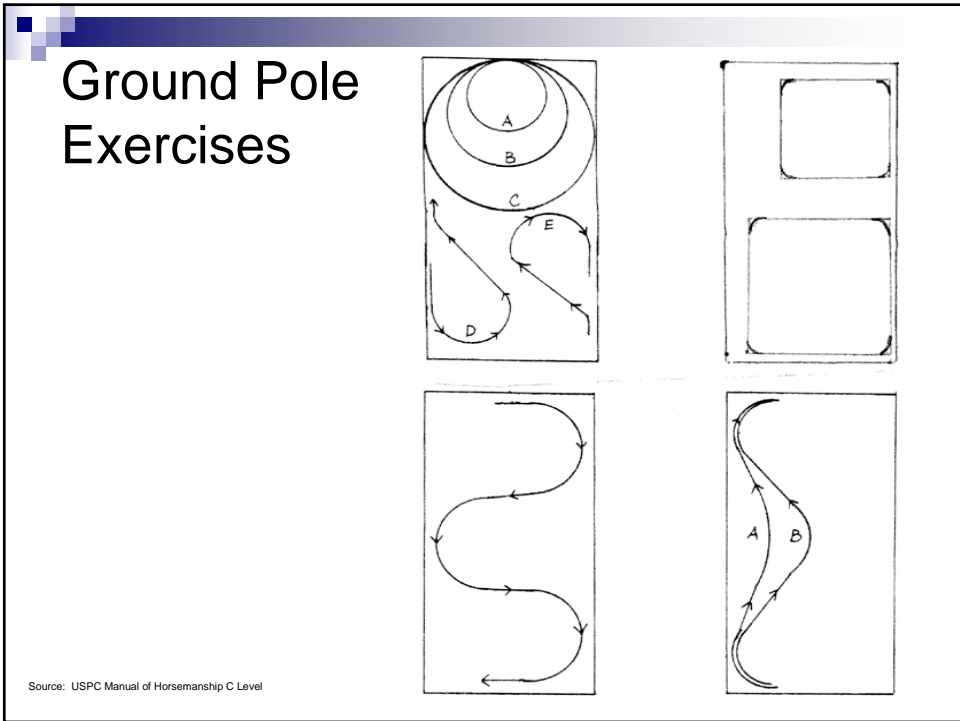 Ground Pole
Exercises
A
B
C
E
D
A B
Source: USPC Manual of Horsemanship C Level